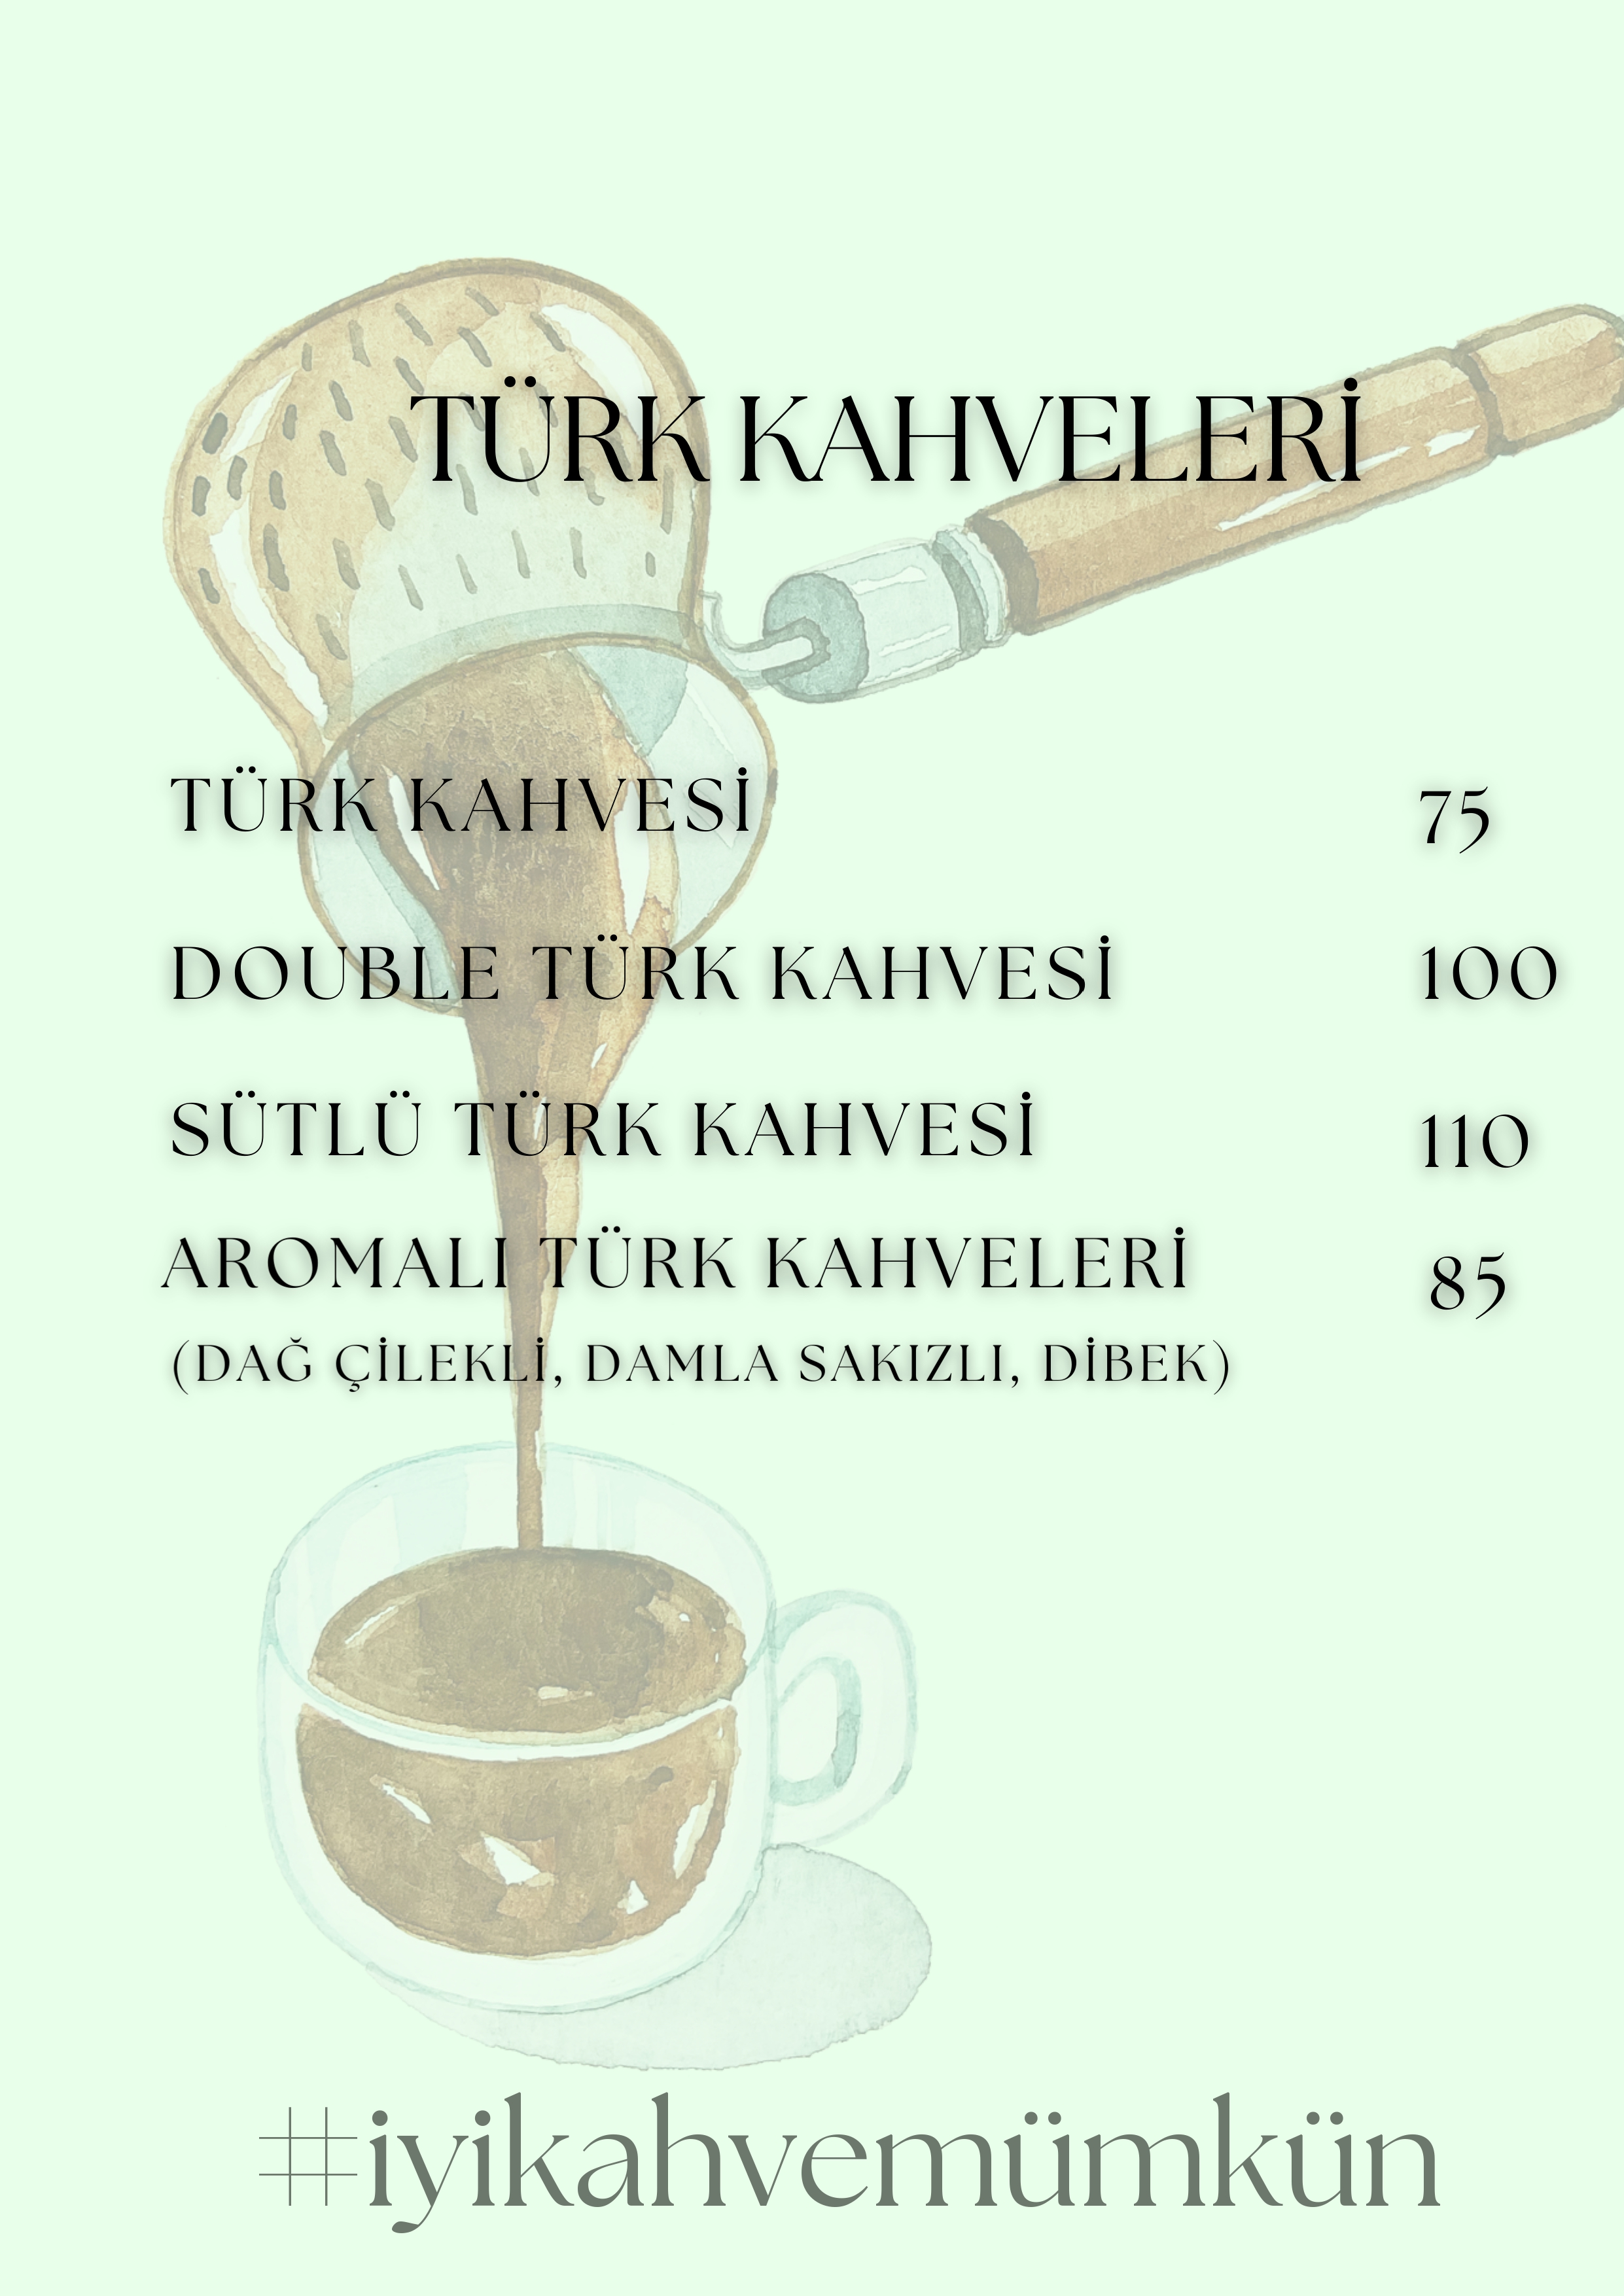 TÜRK KAHVELERİ
TÜRK KAHVESİ 75
DOUBLE TÜRK KAHVESİ 100
SÜTLÜ TÜRK KAHVESİ 110
AROMALI TÜRK KAHVELERİ 85
(DAĞ ÇİLEKLİ, DAMLA SAKIZLI, DİBEK)
#iyikahvemümkün